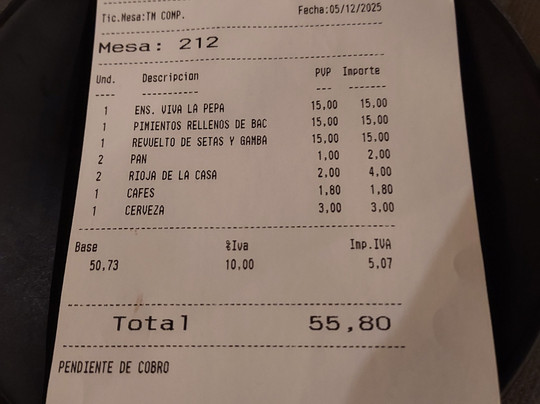 Tic.Mesa:TM COMP. Fecha:05/12/2025
Mesa: 212
Und. Descripcion PVP Importe
1 ENS. VIVA LA PEPA 15,00 15,00
1 PIMIENTOS RELLENOS DE BAC 15,00 15,00
1 REVUELTO DE SETAS Y GAMBA 15,00 15,00
2 PAN 1,00 2,00
2 RIOJA DE LA CASA 2,00 4,00
1 CAFES 1,80 1,80
1 CERVEZA 3,00 3,00
Base %Iva Imp.IVA
50,73 10,00 5,07
Total 55,80
PENDIENTE DE COBRO